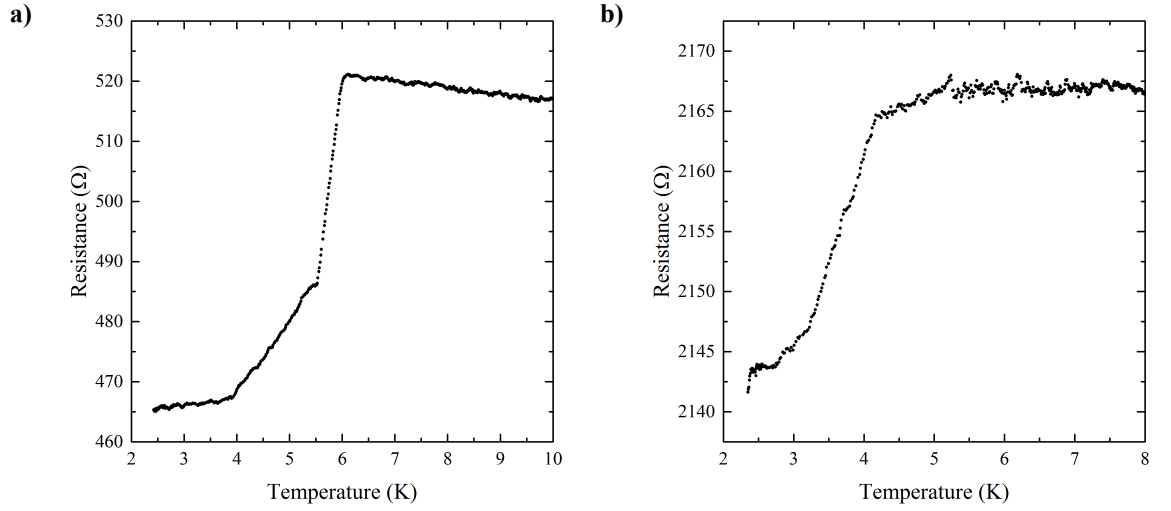 a)
530
520
510
500
490
480
470
460
Resistance (Ω)
2 3 4 5 6 7 8 9 10
Temperature (K)
b)
2170
2165
2160
2155
2150
2145
2140
Resistance (Ω)
2 3 4 5 6 7 8
Temperature (K)